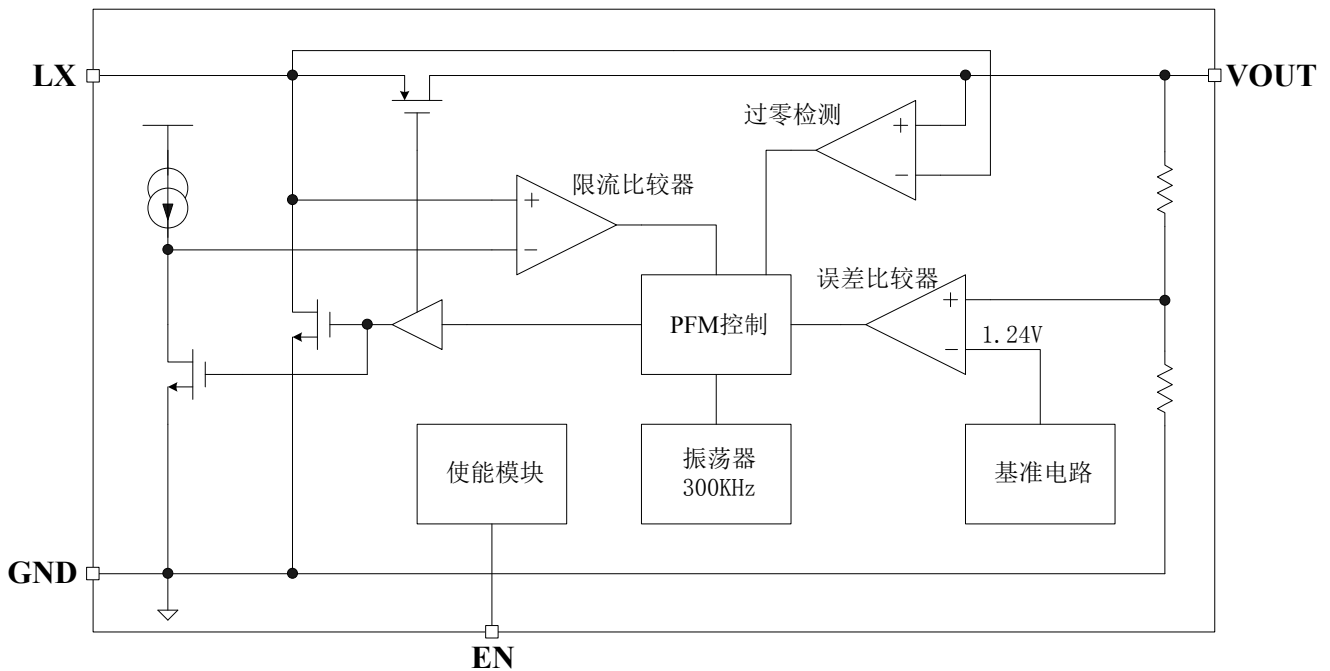 LX
VOUT
过零检测
+
−
限流比较器
+
−
误差比较器
+
1.24V
−
PFM控制
使能模块
振荡器
300KHz
基准电路
GND
EN